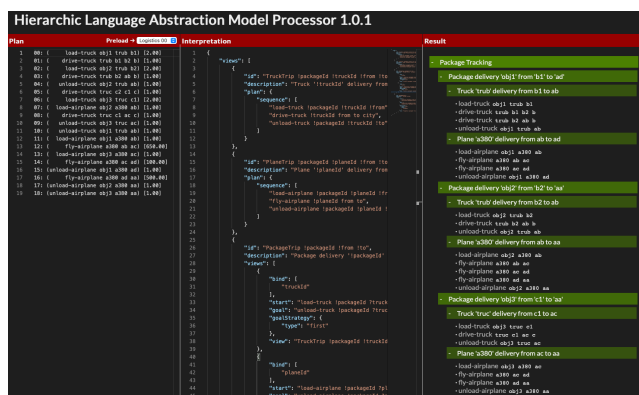 Hierarchic Language Abstraction Model Processor 1.0.1
Plan
Preload → Logistics 00
Interpretation
Result
1 00: ( load-truck obj1 trub b1) [2.00]
2 01: ( drive-truck trub b1 b2 b) [1.00]
3 02: ( load-truck obj2 trub b2) [1.00]
4 03: ( drive-truck trub b2 ab b) [1.00]
5 04: ( unload-truck obj2 trub ab) [1.00]
6 05: ( drive-truck truc c2 c1 c) [1.00]
7 06: ( load-truck obj3 truc c1) [1.00]
8 07: ( load-airplane obj2 a380 ab) [1.00]
9 08: ( drive-truck truc c1 ac c) [1.00]
10 09: ( unload-truck obj3 truc ac) [1.00]
11 10: ( unload-truck obj1 trub ab) [1.00]
12 11: ( load-airplane obj1 a380 ab) [1.00]
13 12: ( fly-airplane a380 ab ac) [650.00]
14 13: ( load-airplane obj3 a380 ac) [1.00]
15 14: ( fly-airplane a380 ac ad) [100.00]
16 15: (unload-airplane obj1 a380 ad) [1.00]
17 16: ( fly-airplane a380 ad aa) [500.00]
18 17: (unload-airplane obj2 a380 aa) [1.00]
19 18: (unload-airplane obj3 a380 aa) [1.00]
1 {
2 "views": [
3 {
4 "id": "TruckTrip !packageId !truckId !from !to
5 "description": "Truck '!truckId' delivery from
6 "plan": {
7 "sequence": [
8 "load-truck !packageId !truckId !from"
9 "drive-truck !truckId from to city",
10 "unload-truck !packageId !truckId !to"
11 ]
12 }
13 },
14 {
15 "id": "PlaneTrip !packageId !planeId !from !to
16 "description": "Plane '!planeId' delivery from
17 "plan": {
18 "sequence": [
19 "load-airplane !packageId !planeId !fr
20 "fly-airplane !planeId from to",
21 "unload-airplane !packageId !planeId !
22 ]
23 }
24 },
25 {
26 "id": "PackageTrip !packageId !from !to",
27 "description": "Package delivery '!packageId'
28 "views": [
29 {
30 "bind": [
31 "truckId"
32 ],
33 "start": "load-truck !packageId ?truck
34 "goal": "unload-truck !packageId ?truc
35 "goalStrategy": {
36 "type": "first"
37 },
38 "view": "TruckTrip !packageId !truckId
39 },
40 {
41 "bind": [
42 "planeId"
43 ],
44 "start": "load-airplane !packageId ?pl
- Package Tracking
- Package delivery 'obj1' from 'b1' to 'ad'
- Truck 'trub' delivery from b1 to ab
• load-truck obj1 trub b1
• drive-truck trub b1 b2 b
• drive-truck trub b2 ab b
• unload-truck obj1 trub ab
- Plane 'a380' delivery from ab to ad
• load-airplane obj1 a380 ab
• fly-airplane a380 ab ac
• fly-airplane a380 ac ad
• unload-airplane obj1 a380 ad
- Package delivery 'obj2' from 'b2' to 'aa'
- Truck 'trub' delivery from b2 to ab
• load-truck obj2 trub b2
• drive-truck trub b2 ab b
• unload-truck obj2 trub ab
- Plane 'a380' delivery from ab to aa
• load-airplane obj2 a380 ab
• fly-airplane a380 ab ac
• fly-airplane a380 ac ad
• fly-airplane a380 ad aa
• unload-airplane obj2 a380 aa
- Package delivery 'obj3' from 'c1' to 'aa'
- Truck 'truc' delivery from c1 to ac
• load-truck obj3 truc c1
• drive-truck truc c1 ac c
• unload-truck obj3 truc ac
- Plane 'a380' delivery from ac to aa
• load-airplane obj3 a380 ac
• fly-airplane a380 ac ad
• fly-airplane a380 ad aa
• unload-airplane obj3 a380 aa